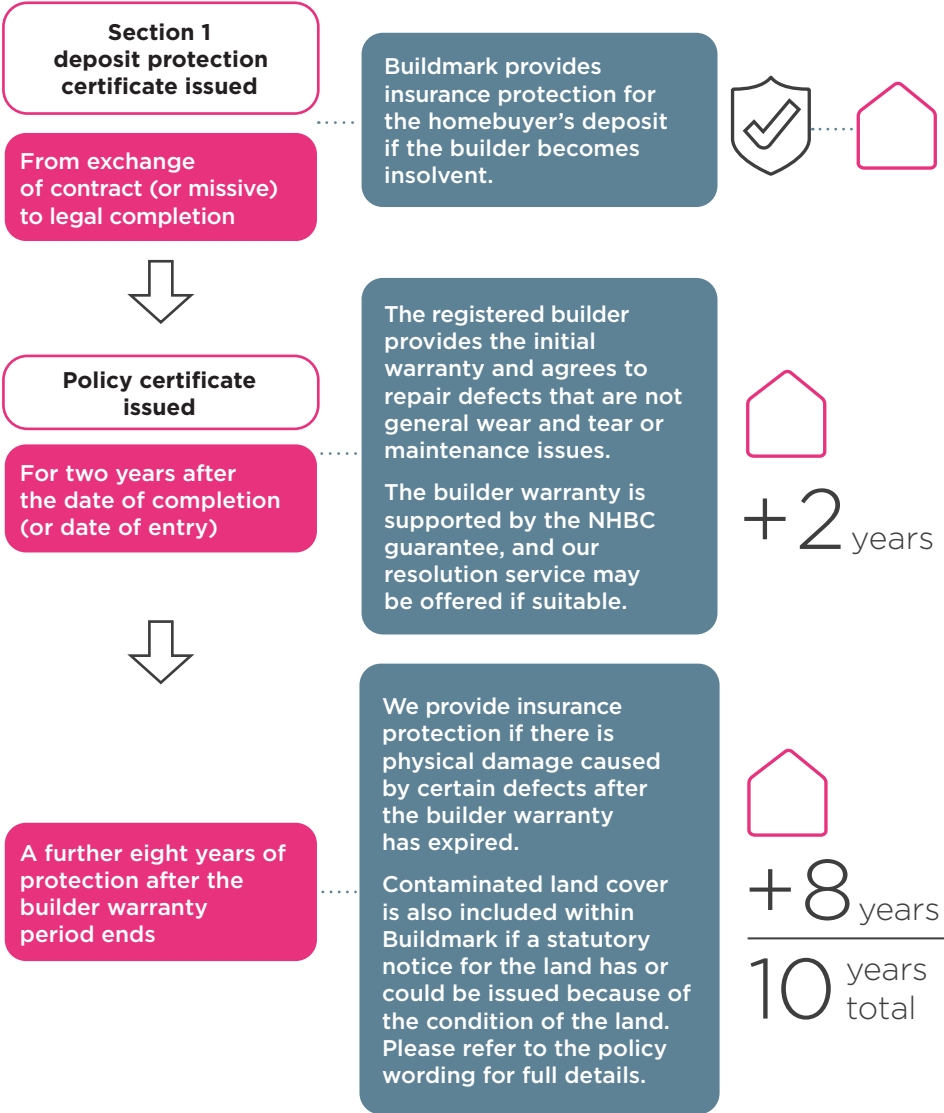 Section 1
deposit protection
certificate issued
From exchange
of contract (or missive)
to legal completion
Buildmark provides
insurance protection for
the homebuyer’s deposit
if the builder becomes
insolvent.
Policy certificate
issued
For two years after
the date of completion
(or date of entry)
The registered builder
provides the initial
warranty and agrees to
repair defects that are not
general wear and tear or
maintenance issues.
The builder warranty is
supported by the NHBC
guarantee, and our
resolution service may
be offered if suitable.
+2 years
A further eight years of
protection after the
builder warranty
period ends
We provide insurance
protection if there is
physical damage caused
by certain defects after
the builder warranty
has expired.
Contaminated land cover
is also included within
Buildmark if a statutory
notice for the land has or
could be issued because of
the condition of the land.
Please refer to the policy
wording for full details.
+8 years
10 years
total